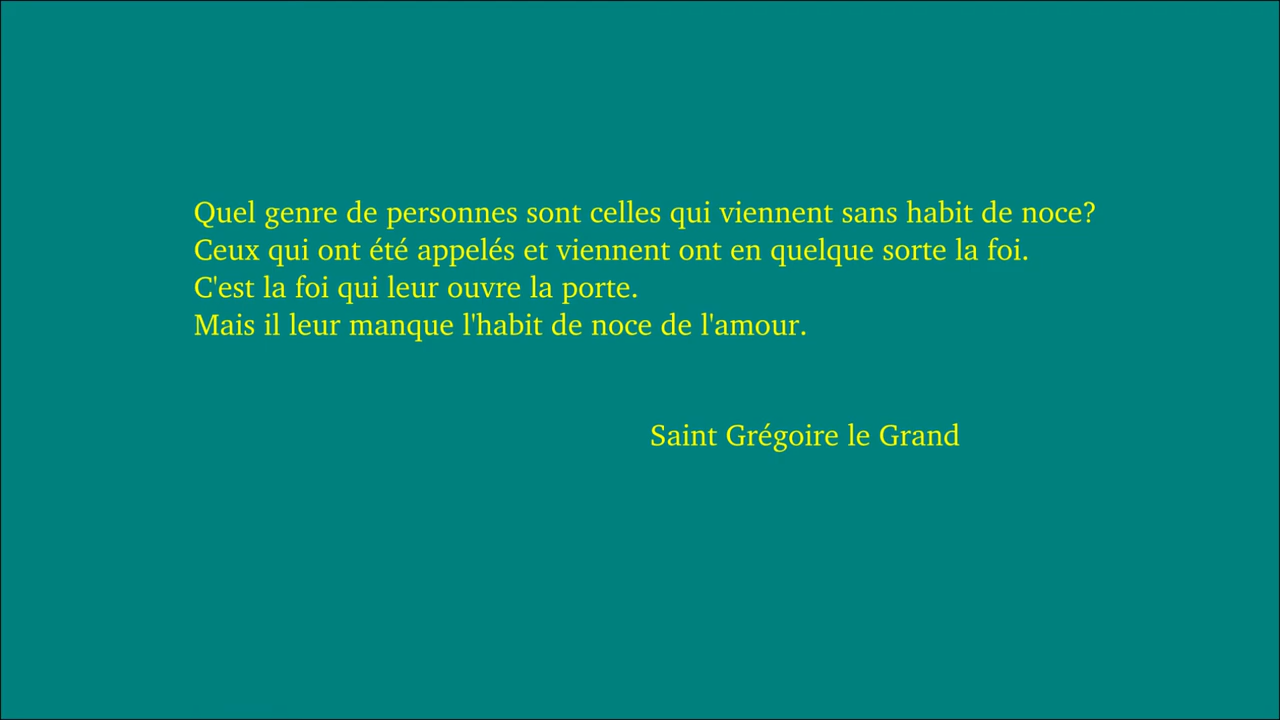 Quel genre de personnes sont celles qui viennent sans habit de noce?
Ceux qui ont été appelés et viennent ont en quelque sorte la foi.
C'est la foi qui leur ouvre la porte.
Mais il leur manque l'habit de noce de l'amour.
Saint Grégoire le Grand